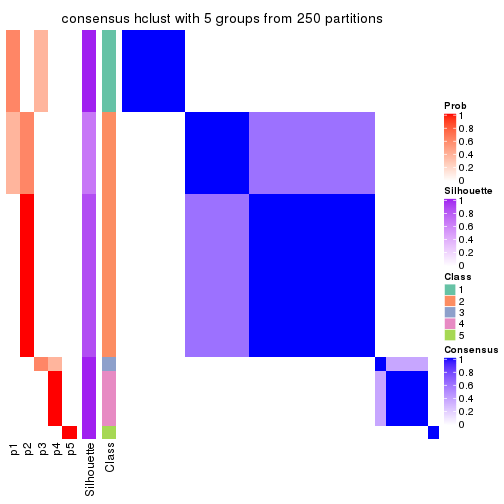 consensus hclust with 5 groups from 250 partitions
Prob
1
0.8
0.6
0.4
0.2
0
Silhouette
1
0.8
0.6
0.4
0.2
0
Class
1
2
3
4
5
Consensus
1
0.8
0.6
0.4
0.2
0
p1
p2
p3
p4
p5
Silhouette
Class